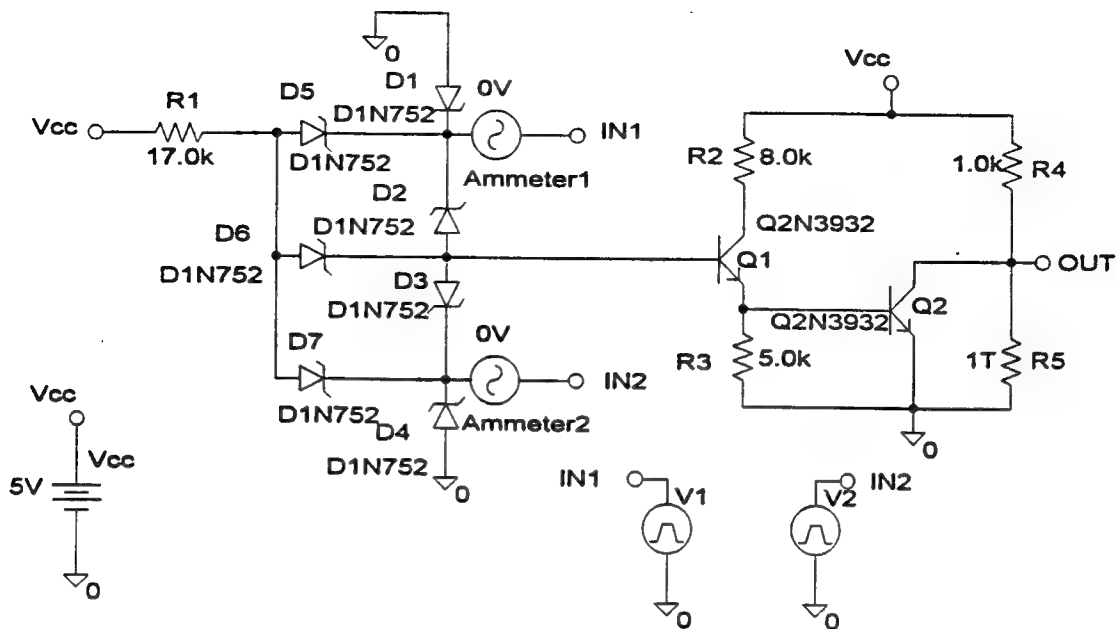 0
D1
0V
D5
R1
D1N752
Vcc
IN1
17.0k
D1N752
Ammeter1
D2
D1N752
D6
D1N752
D3
D1N752
0V
D7
IN2
D1N752
Ammeter2
D4
D1N752
0
Vcc
R2
8.0k
1.0k
R4
Q2N3932
Q1
OUT
Q2N3932
Q2
R3
5.0k
1T
R5
0
Vcc
Vcc
5V
0
IN1
V1
0
V2
IN2
0